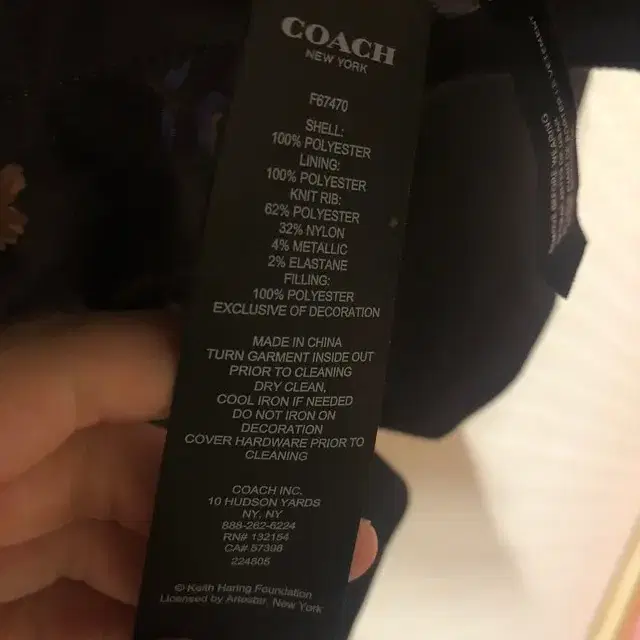 COACH
NEW YORK
F67470
SHELL:
100% POLYESTER
LINING:
100% POLYESTER
KNIT RIB:
62% POLYESTER
32% NYLON
4% METALLIC
2% ELASTANE
FILLING:
100% POLYESTER
EXCLUSIVE OF DECORATION
MADE IN CHINA
TURN GARMENT INSIDE OUT
PRIOR TO CLEANING
DRY CLEAN,
COOL IRON IF NEEDED
DO NOT IRON ON
DECORATION
COVER HARDWARE PRIOR TO
CLEANING
COACH INC.
10 HUDSON YARDS
NY, NY
888-262-6224
RN# 132154
CA# 57398
224805
© Keith Haring Foundation
Licensed by Artestar, New York